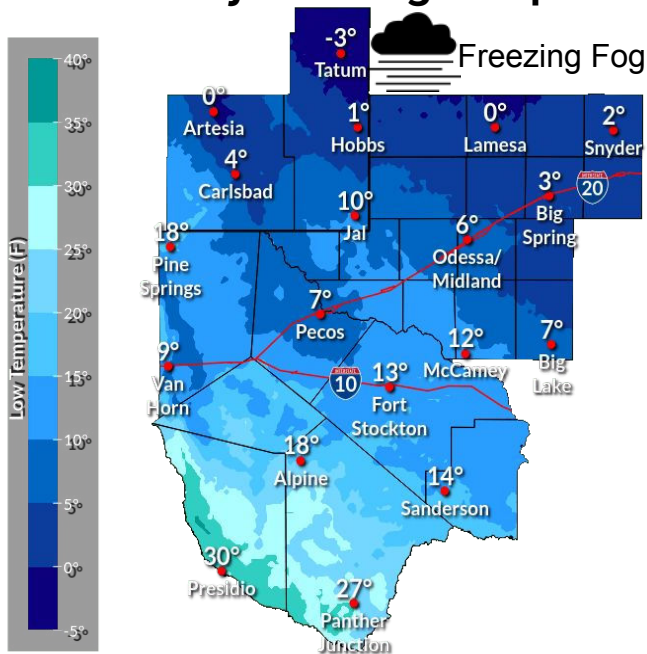 -3°
Tatum
Freezing Fog
0°
Artesia
1°
Hobbs
0°
Lamesa
2°
Snyder
4°
Carlsbad
3°
Big
Spring
20
10°
Jal
18°
Pine
Springs
6°
Odessa/
Midland
7°
Pecos
12°
McCamey
7°
Big
Lake
9°
Van
Horn
10
13°
Fort
Stockton
18°
Alpine
14°
Sanderson
30°
Presidio
27°
Panther
Junction
Low Temperature (F)
40°
35°
30°
25°
20°
15°
10°
5°
0°
-5°